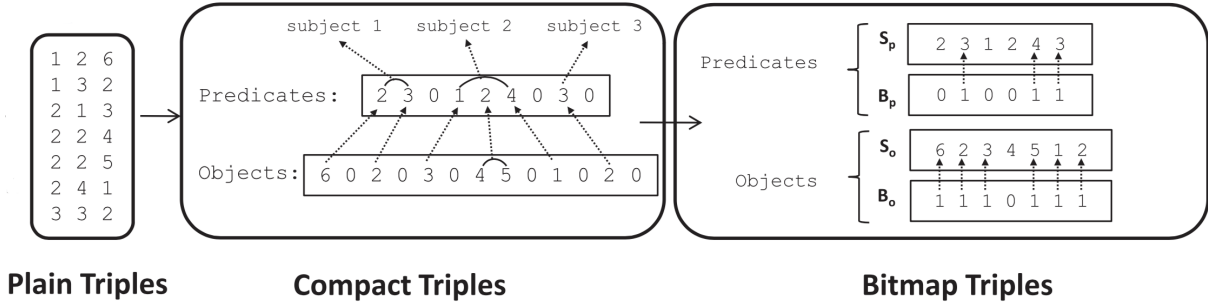 1 2 6
1 3 2
2 1 3
2 2 4
2 2 5
2 4 1
3 3 2
Plain Triples
subject 1 subject 2 subject 3
Predicates: 2 3 0 1 2 4 0 3 0
Objects: 6 0 2 0 3 0 4 5 0 1 0 2 0
Compact Triples
Predicates
Sp 2 3 1 2 4 3
Bp 0 1 0 0 1 1
Objects
So 6 2 3 4 5 1 2
Bo 1 1 1 0 1 1 1
Bitmap Triples